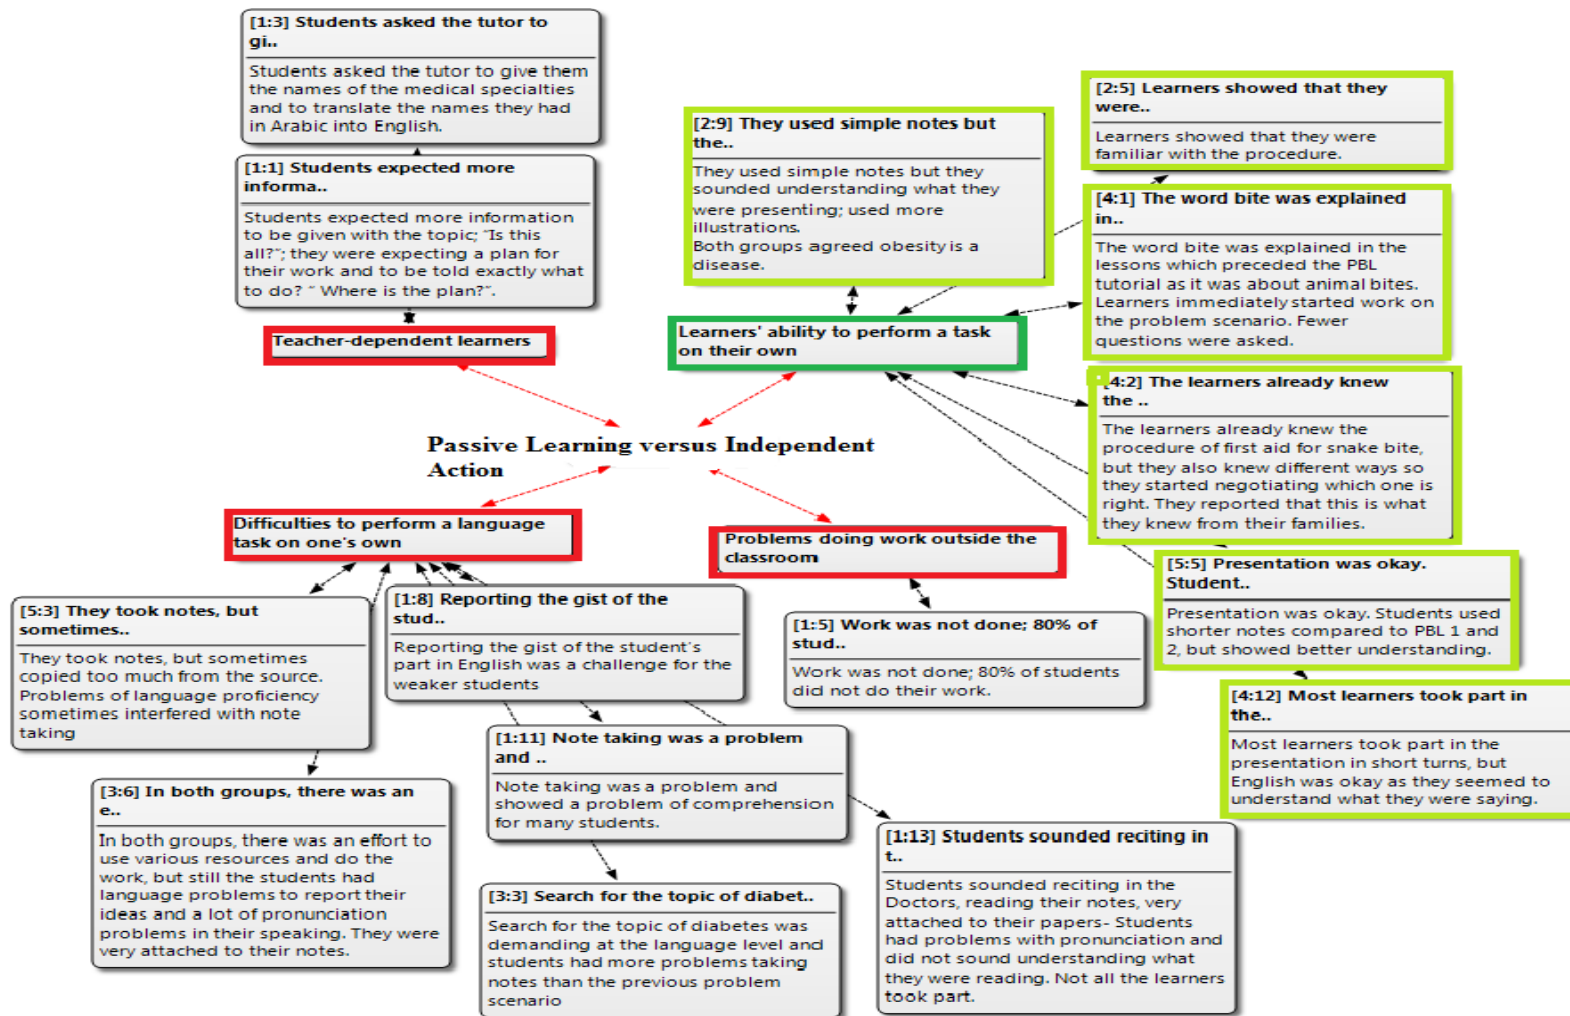 [1:3] Students asked the tutor to
gi..
Students asked the tutor to give them
the names of the medical specialties
and to translate the names they had
in Arabic into English.
[1:1] Students expected more
informa..
Students expected more information
to be given with the topic; "Is this
all?"; they were expecting a plan for
their work and to be told exactly what
to do? " Where is the plan?".
Teacher-dependent learners
[2:9] They used simple notes but
the..
They used simple notes but they
sounded understanding what they
were presenting; used more
illustrations.
Both groups agreed obesity is a
disease.
Learners' ability to perform a task
on their own
[2:5] Learners showed that they
were..
Learners showed that they were
familiar with the procedure.
[4:1] The word bite was explained
in..
The word bite was explained in the
lessons which preceded the PBL
tutorial as it was about animal bites.
Learners immediately started work on
the problem scenario. Fewer
questions were asked.
[4:2] The learners already knew
the ..
The learners already knew the
procedure of first aid for snake bite,
but they also knew different ways so
they started negotiating which one is
right. They reported that this is what
they knew from their families.
[5:5] Presentation was okay.
Student..
Presentation was okay. Students used
shorter notes compared to PBL 1 and
2, but showed better understanding.
[4:12] Most learners took part in
the..
Most learners took part in the
presentation in short turns, but
English was okay as they seemed to
understand what they were saying.
Passive Learning versus Independent
Action
Difficulties to perform a language
task on one's own
Problems doing work outside the
classroom
[5:3] They took notes, but
sometimes..
They took notes, but sometimes
copied too much from the source.
Problems of language proficiency
sometimes interfered with note
taking
[1:8] Reporting the gist of the
stud..
Reporting the gist of the student's
part in English was a challenge for the
weaker students
[1:5] Work was not done; 80% of
stud..
Work was not done; 80% of students
did not do their work.
[1:11] Note taking was a problem
and ..
Note taking was a problem and
showed a problem of comprehension
for many students.
[3:6] In both groups, there was an
e..
In both groups, there was an effort to
use various resources and do the
work, but still the students had
language problems to report their
ideas and a lot of pronunciation
problems in their speaking. They were
very attached to their notes.
[3:3] Search for the topic of diabet..
Search for the topic of diabetes was
demanding at the language level and
students had more problems taking
notes than the previous problem
scenario
[1:13] Students sounded reciting in
t..
Students sounded reciting in the
Doctors, reading their notes, very
attached to their papers- Students
had problems with pronunciation and
did not sound understanding what
they were reading. Not all the learners
took part.